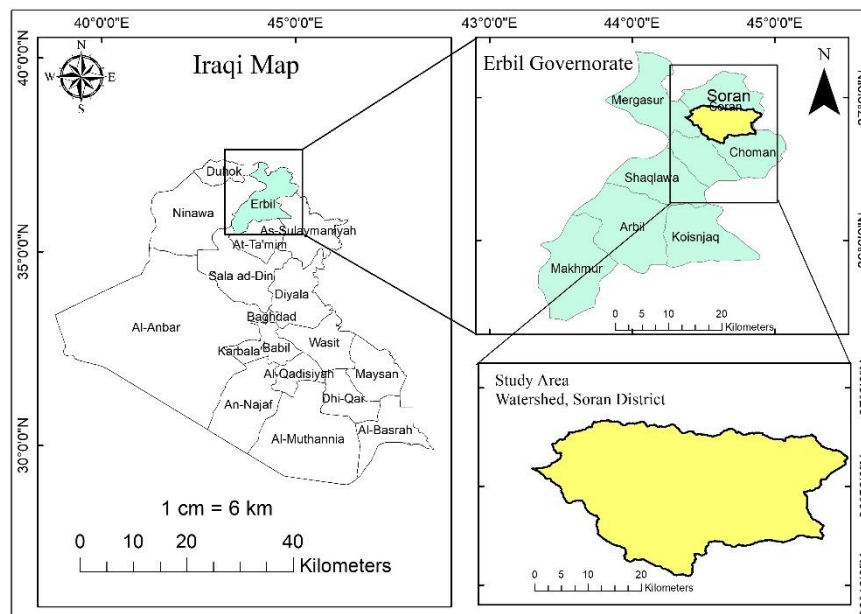 40°0'0"E 45°0'0"E
40°0'0"N
35°0'0"N
30°0'0"N
N
W E
S
Iraqi Map
Duhok
Ninawa
Erbil
As-Sulaymaniyah
At-Ta'mim
Sala ad-Din
Diyala
Al-Anbar
Baghdad
Karbala'
Babil
Wasit
Al-Qadisiyah
Maysan
An-Najaf
Dhi-Qar
Al-Basrah
Al-Muthannia
1 cm = 6 km
0 10 20 40
Kilometers
43°0'0"E 44°0'0"E 45°0'0"E
Erbil Governorate
N
Mergasur
Soran
Soran
Choman
Shaqlawa
Arbil
Koisnjaq
Makhmur
0 5 10 20
Kilometers
Study Area
Watershed, Soran District
0 5 10 20
Kilometers